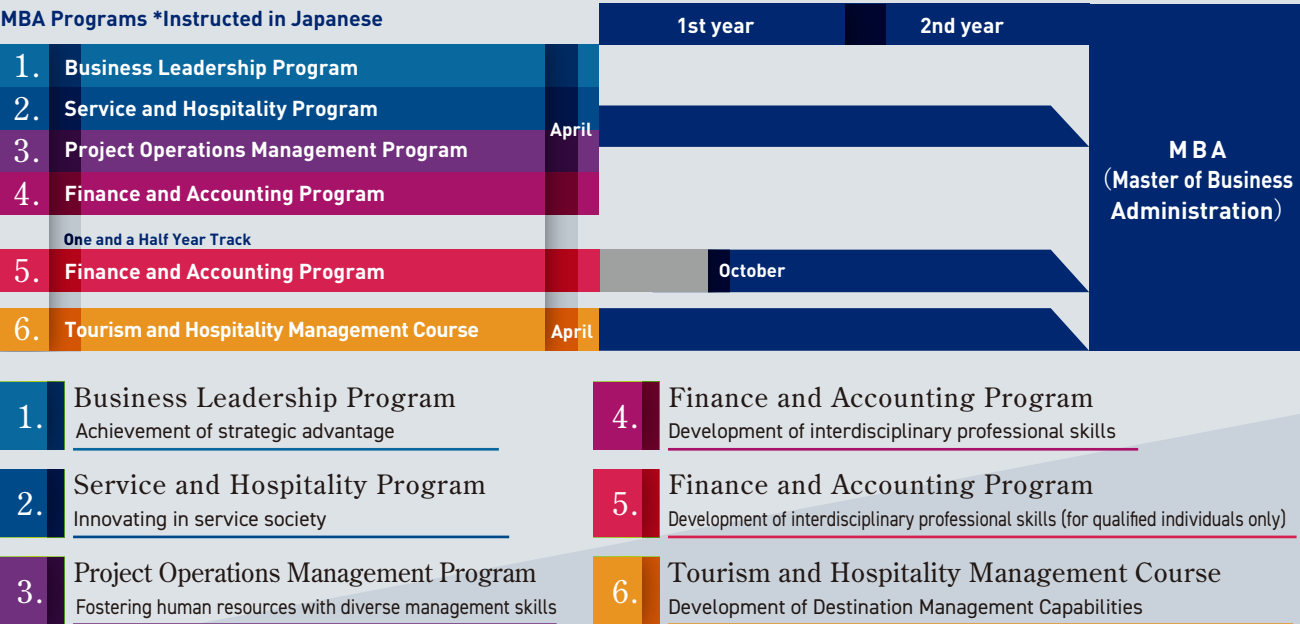 MBA Programs *Instructed in Japanese
1st year
2nd year
1. Business Leadership Program
2. Service and Hospitality Program
April
3. Project Operations Management Program
4. Finance and Accounting Program
MBA
（Master of Business
Administration）
One and a Half Year Track
5. Finance and Accounting Program
October
6. Tourism and Hospitality Management Course
April
1. Business Leadership Program
Achievement of strategic advantage
2. Service and Hospitality Program
Innovating in service society
3. Project Operations Management Program
Fostering human resources with diverse management skills
4. Finance and Accounting Program
Development of interdisciplinary professional skills
5. Finance and Accounting Program
Development of interdisciplinary professional skills (for qualified individuals only)
6. Tourism and Hospitality Management Course
Development of Destination Management Capabilities